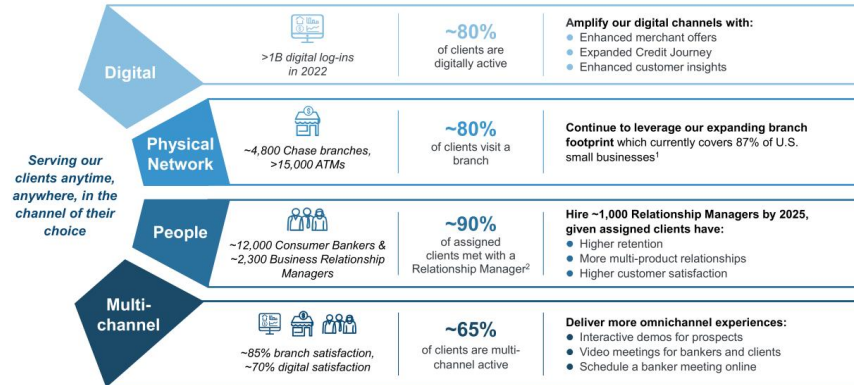 Serving our
clients anytime,
anywhere, in the
channel of their
choice
Digital
>1B digital log-ins
in 2022
~80%
of clients are
digitally active
Amplify our digital channels with:
● Enhanced merchant offers
● Expanded Credit Journey
● Enhanced customer insights
Physical
Network
~4,800 Chase branches,
>15,000 ATMs
~80%
of clients visit a
branch
Continue to leverage our expanding branch
footprint which currently covers 87% of U.S.
small businesses¹
People
~12,000 Consumer Bankers &
~2,300 Business Relationship
Managers
~90%
of assigned
clients met with a
Relationship Manager²
Hire ~1,000 Relationship Managers by 2025,
given assigned clients have:
● Higher retention
● More multi-product relationships
● Higher customer satisfaction
Multi-
channel
~85% branch satisfaction,
~70% digital satisfaction
~65%
of clients are multi-
channel active
Deliver more omnichannel experiences:
● Interactive demos for prospects
● Video meetings for bankers and clients
● Schedule a banker meeting online